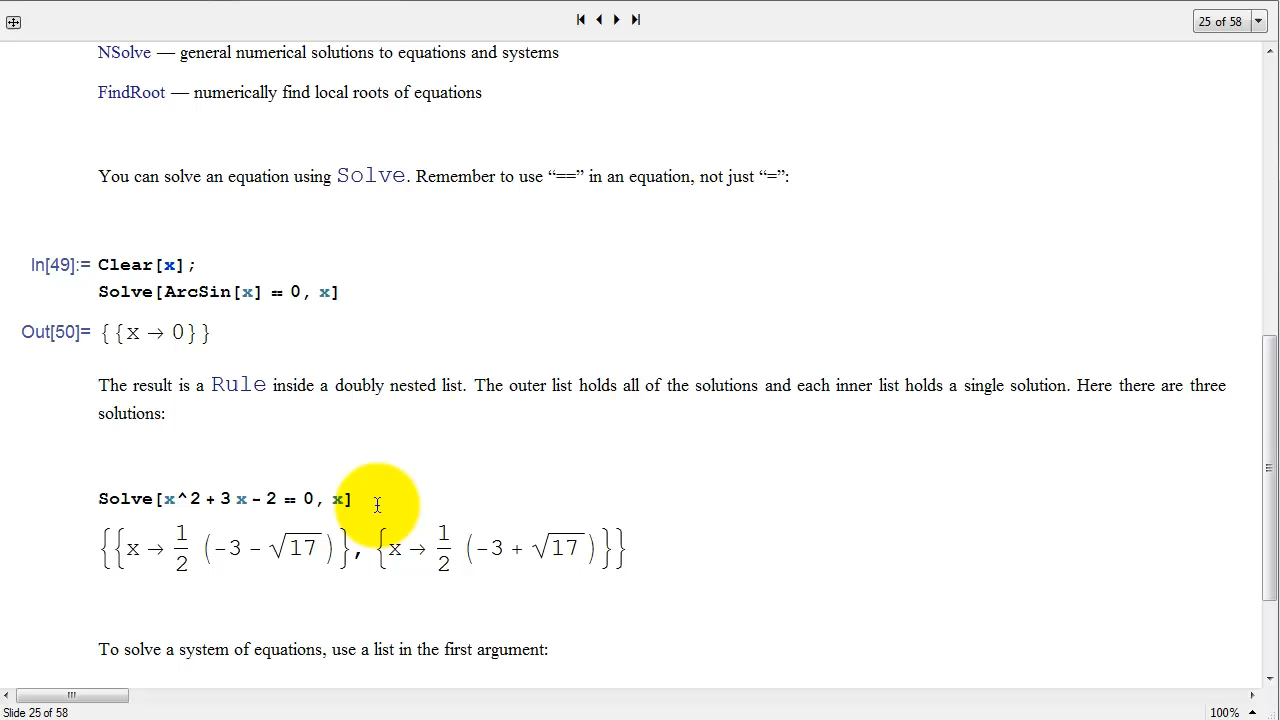 25 of 58
NSolve — general numerical solutions to equations and systems
FindRoot — numerically find local roots of equations
You can solve an equation using Solve. Remember to use “==” in an equation, not just “=”:
In[49]:= Clear[x];
Solve[ArcSin[x] == 0, x]
Out[50]= {{x → 0}}
The result is a Rule inside a doubly nested list. The outer list holds all of the solutions and each inner list holds a single solution. Here there are three
solutions:
Solve[x^2 + 3 x - 2 == 0, x]
{{x → 1/2 (-3 - √17)}, {x → 1/2 (-3 + √17)}}
To solve a system of equations, use a list in the first argument:
Slide 25 of 58
100%